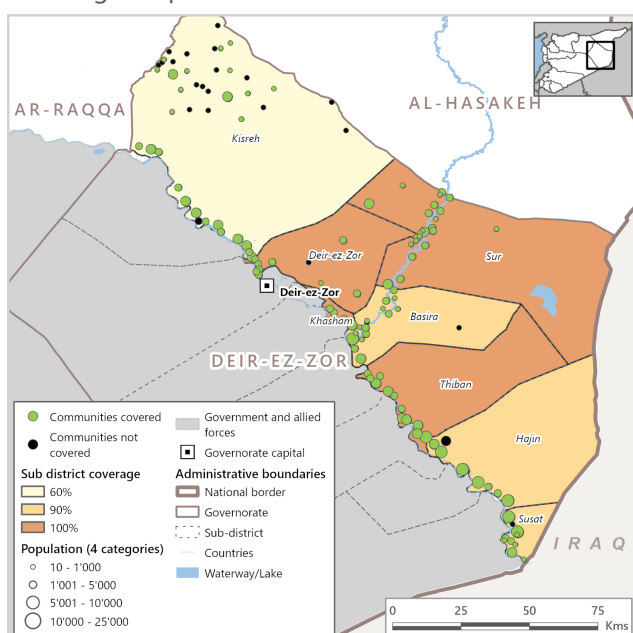 AR-RAQQA
AL-HASAKEH
Kisreh
Deir-ez-Zor
Sur
Deir-ez-Zor
Khasham
Basira
DEIR-EZ-ZOR
Thiban
Hajin
Susat
IRAQ
Communities covered
Communities not
covered
Sub district coverage
60%
90%
100%
Population (4 categories)
10 - 1'000
1'001 - 5'000
5'001 - 10'000
10'000 - 25'000
Government and allied
forces
Governorate capital
Administrative boundaries
National border
Governorate
Sub-district
Countries
Waterway/Lake
0 25 50 75
Kms